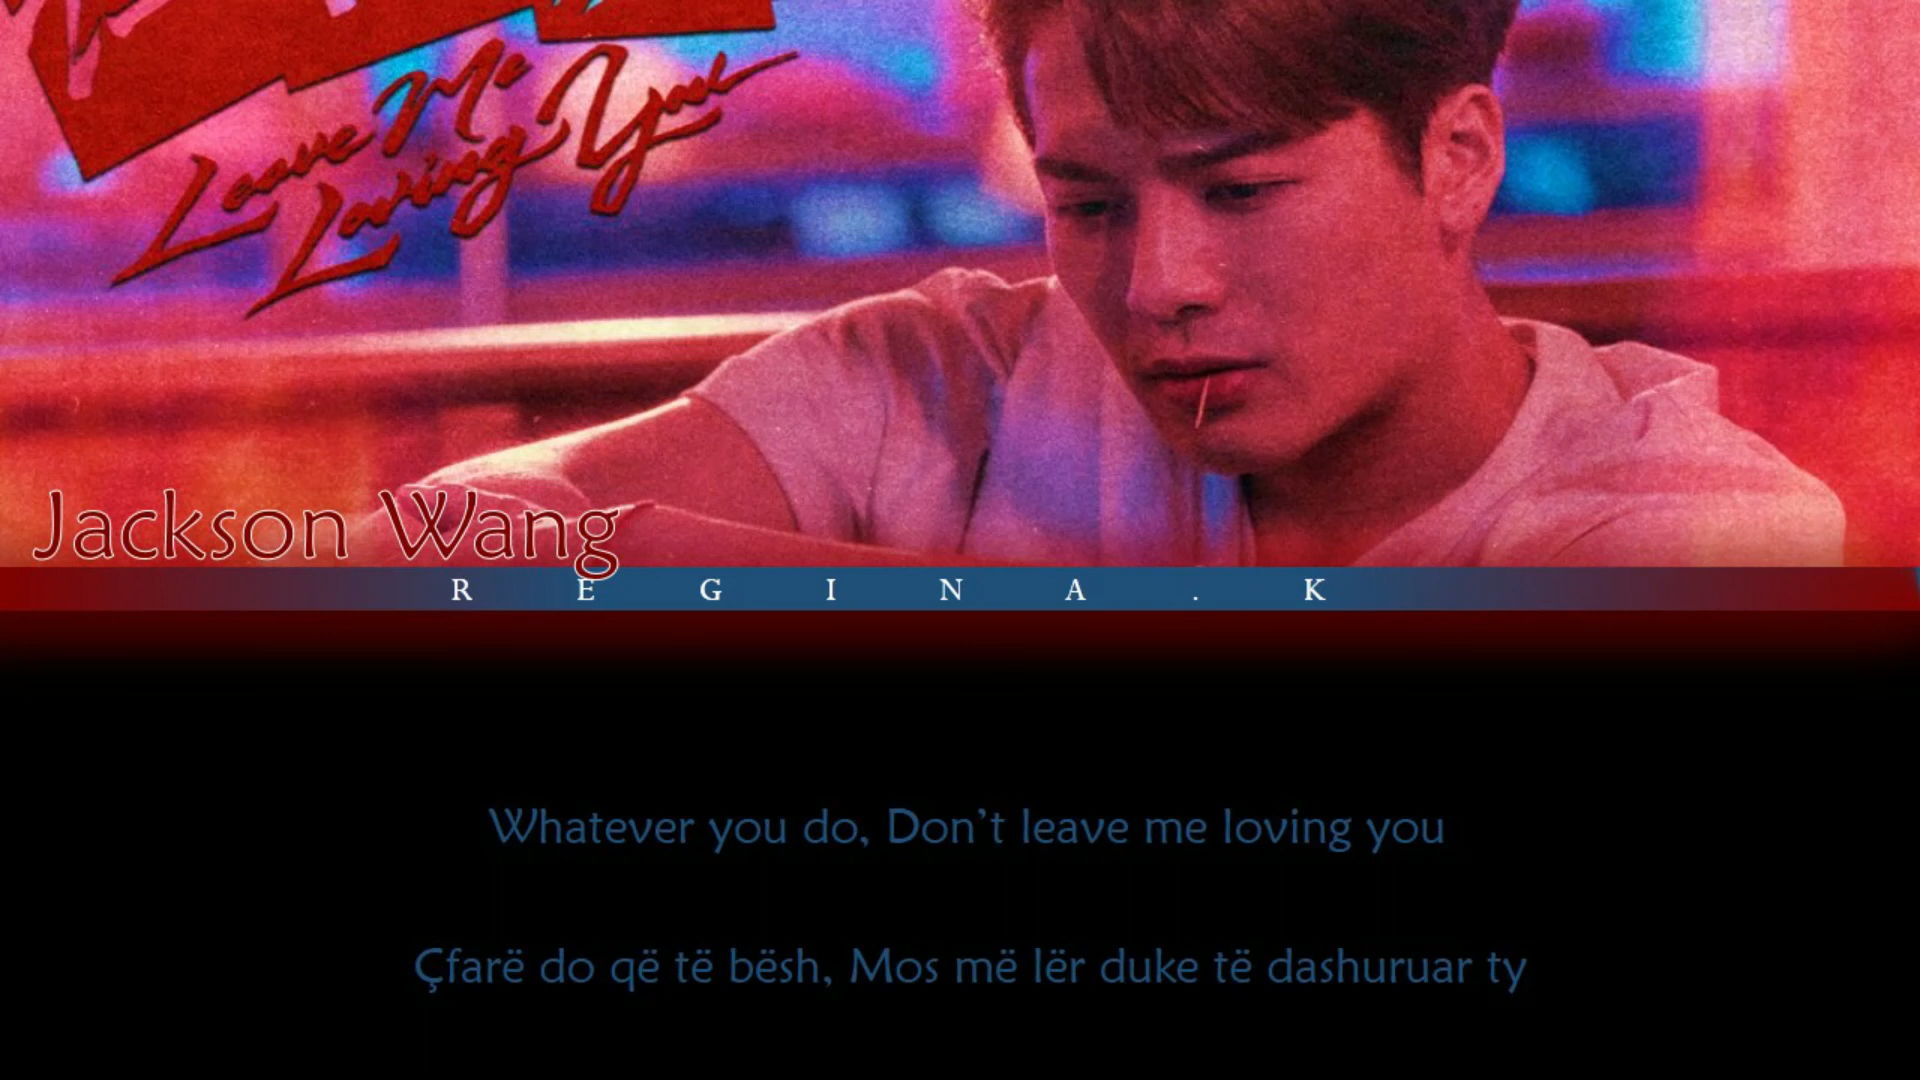 Leave Me
Loving You
Jackson Wang
REGINA.K
Whatever you do, Don't leave me loving you
Çfarë do që të bësh, Mos më lër duke të dashuruar ty